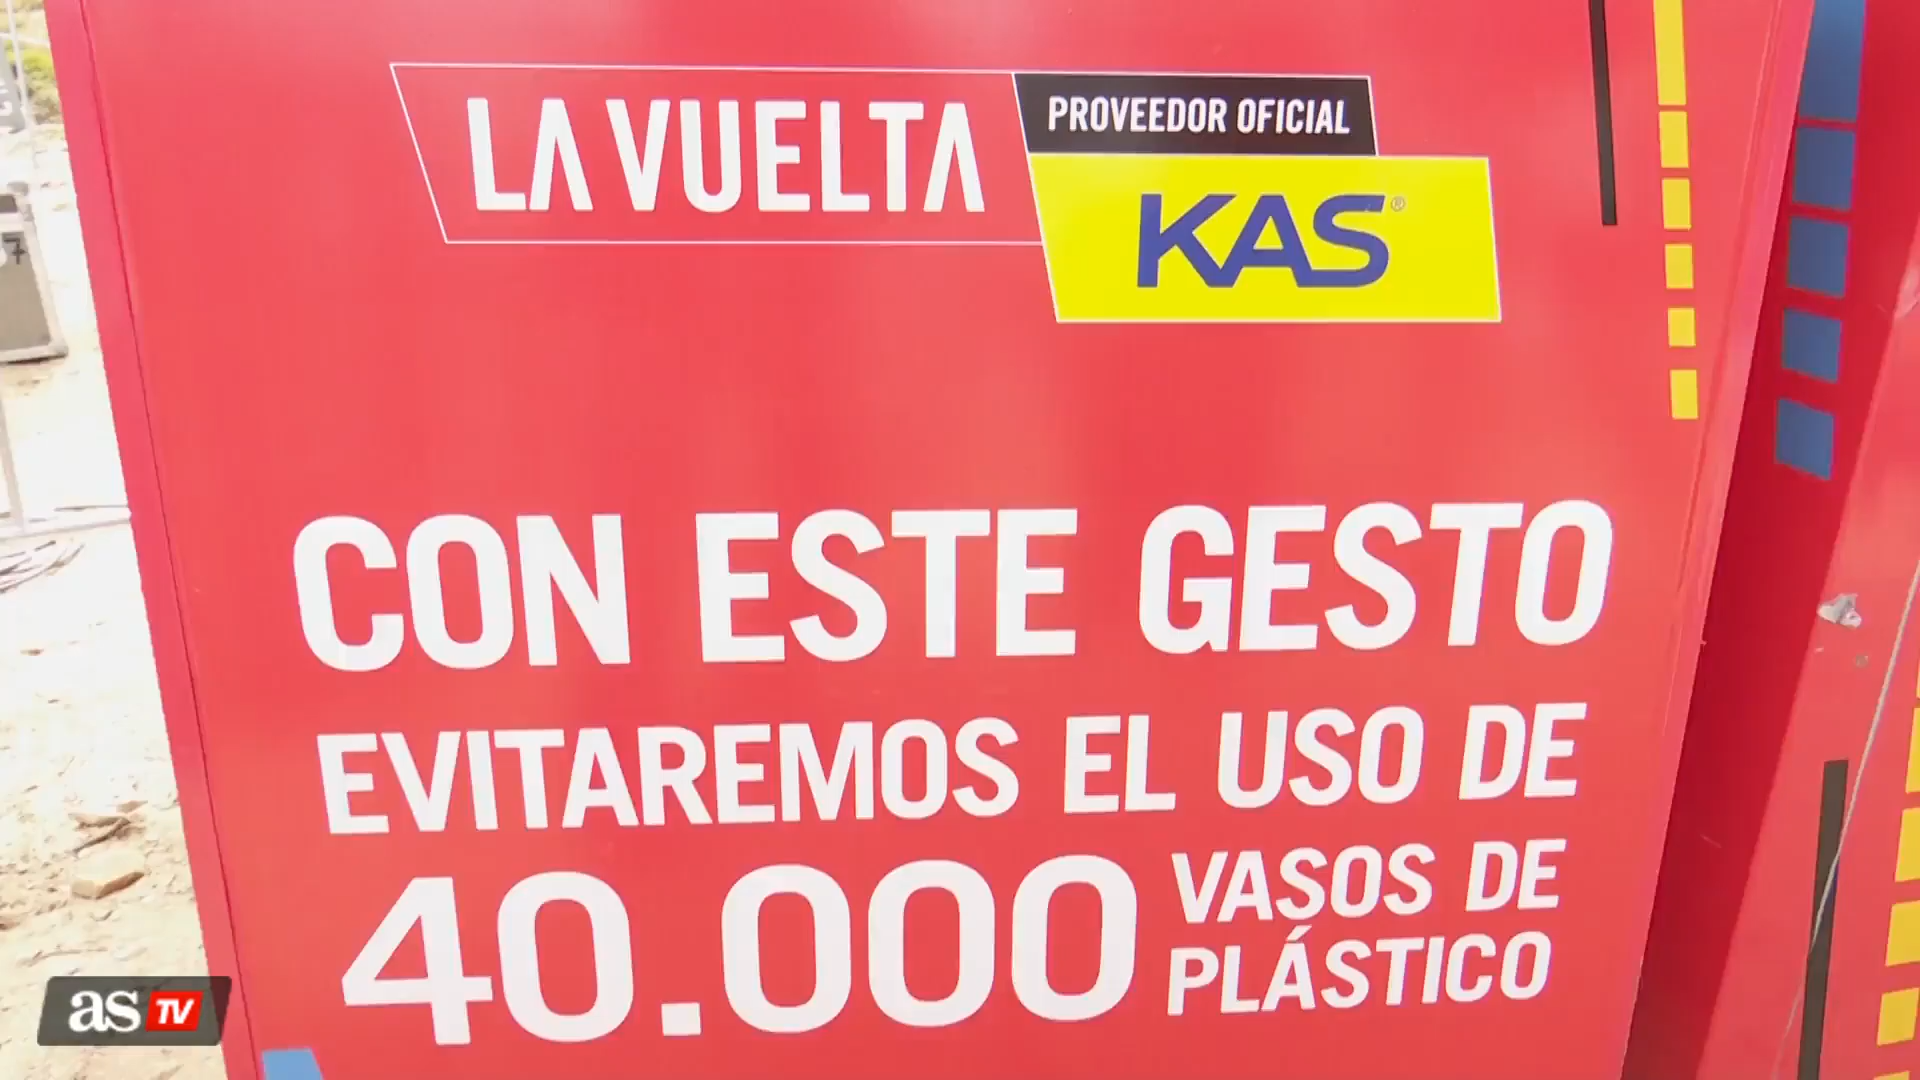 LA VUELTA
PROVEEDOR OFICIAL
KAS®
CON ESTE GESTO
EVITAREMOS EL USO DE
40.000 VASOS DE
PLÁSTICO
as TV